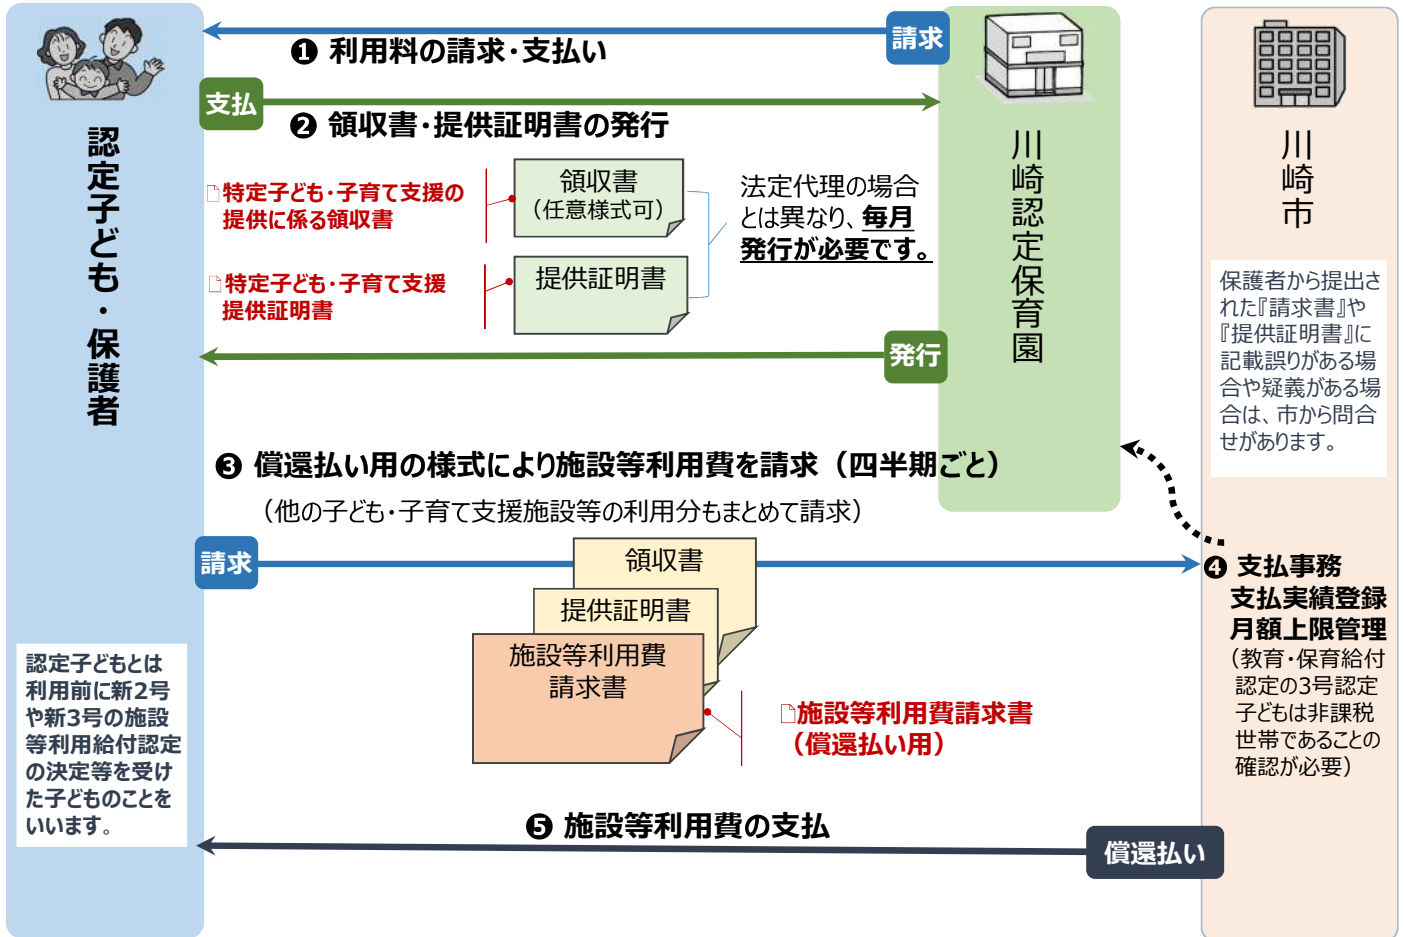 請求
❶ 利用料の請求・支払い
支払
❷ 領収書・提供証明書の発行
認定子ども・保護者
川崎認定保育園
川崎市
特定子ども・子育て支援の
提供に係る領収書
領収書
（任意様式可）
法定代理の場合
とは異なり、毎月
発行が必要です。
特定子ども・子育て支援
提供証明書
提供証明書
発行
保護者から提出さ
れた『請求書』や
『提供証明書』に
記載誤りがある場
合や疑義がある場
合は、市から問合
せがあります。
❸ 償還払い用の様式により施設等利用費を請求（四半期ごと）
（他の子ども・子育て支援施設等の利用分もまとめて請求）
請求
領収書
提供証明書
施設等利用費
請求書
施設等利用費請求書
（償還払い用）
❹ 支払事務
支払実績登録
月額上限管理
（教育・保育給付
認定の3号認定
子どもは非課税
世帯であることの
確認が必要）
認定子どもとは
利用前に新2号
や新3号の施設
等利用給付認定
の決定等を受け
た子どものことを
いいます。
❺ 施設等利用費の支払
償還払い